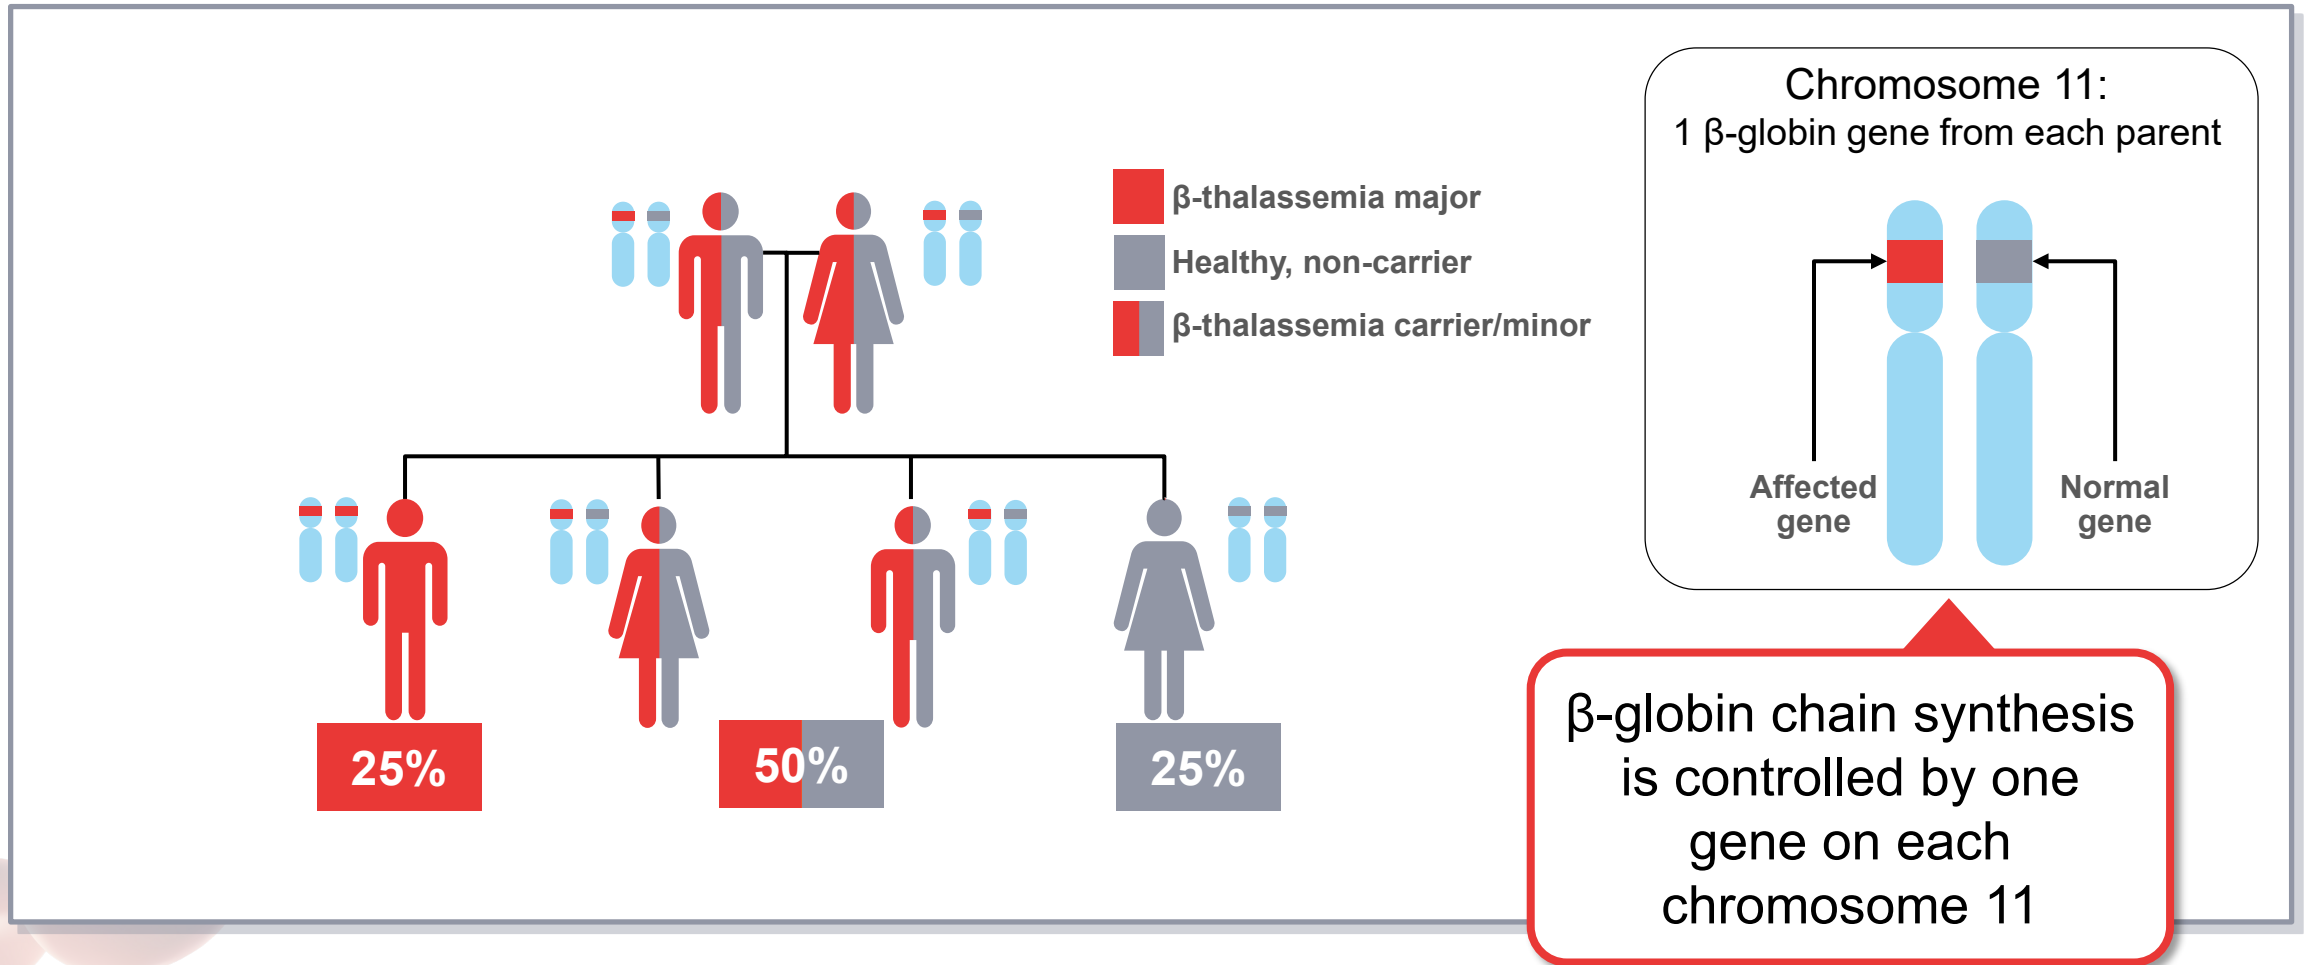 Chromosome 11:
1 β-globin gene from each parent
β-thalassemia major
Healthy, non-carrier
β-thalassemia carrier/minor
Affected
gene
Normal
gene
25%
50%
25%
β-globin chain synthesis
is controlled by one
gene on each
chromosome 11